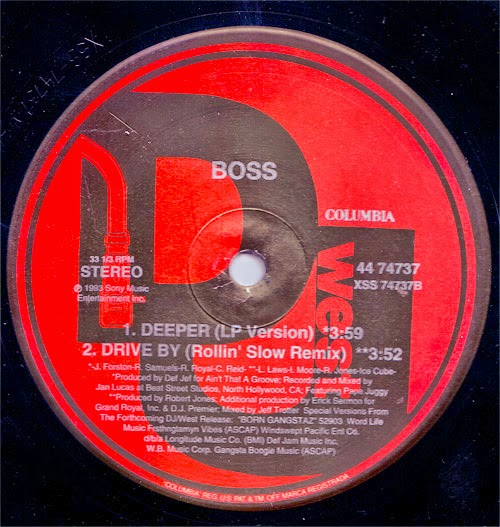 BOSS
COLUMBIA
West
33 1/3 RPM
STEREO
℗ 1993 Sony Music
Entertainment Inc.
44 74737
XSS 74737B
1. DEEPER (LP Version) *3:59
2. DRIVE BY (Rollin' Slow Remix) **3:52
*-J. Forston-R. Samuels-R. Royal-C. Reid- **-L. Laws-I. Moore-R. Jones-Ice Cube-
*Produced by Def Jef for Ain't That A Groove; Recorded and Mixed by
Jan Lucas at Beat Street Studios, North Hollywood, CA; Featuring Papa Juggy
**Produced by Robert Jones; Additional production by Erick Sermon for
Grand Royal, Inc. & D.J. Premier; Mixed by Jeff Trotter Special Versions From
The Forthcoming DJ/West Release: "BORN GANGSTAZ" 52903 Word Life
Music Frsthngtamyn Vibes (ASCAP) Windswept Pacific Ent Co.
d/b/a Longitude Music Co. (BMI) Def Jam Music Inc.
W.B. Music Corp. Gangsta Boogie Music (ASCAP)
"COLUMBIA" REG. U.S. PAT. & TM. OFF. MARCA REGISTRADA.